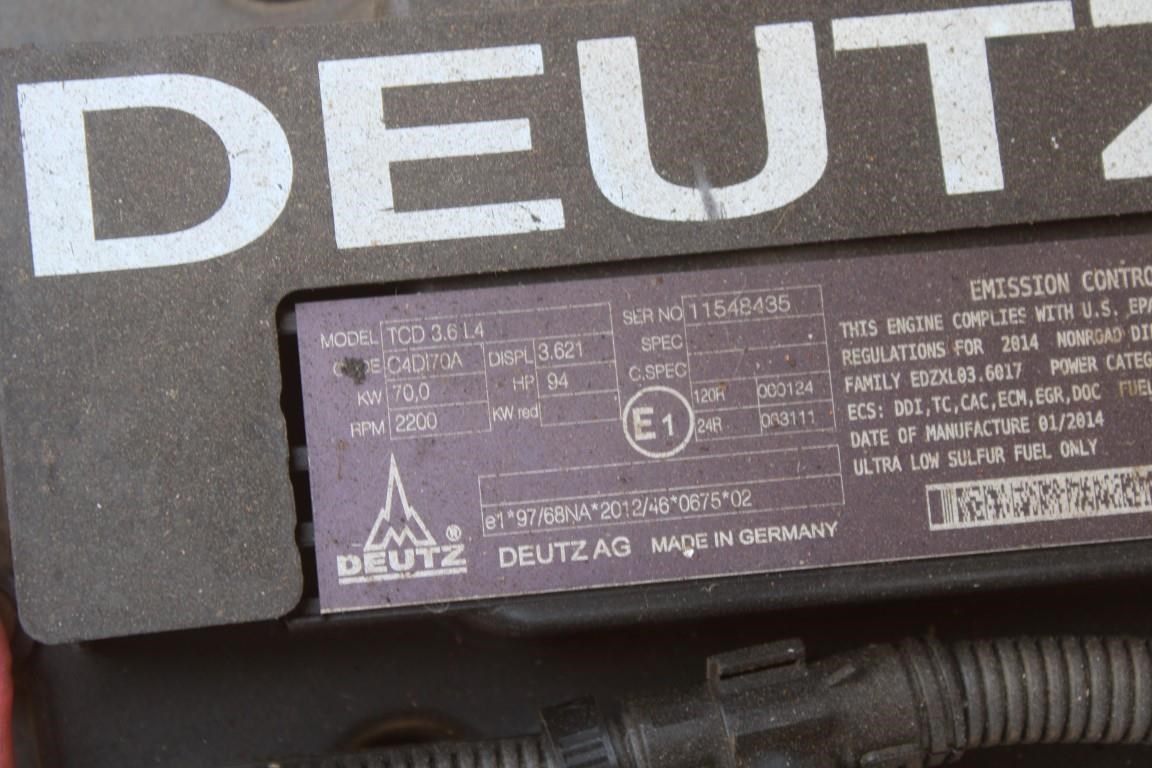 DEUTZ
MODEL TCD 3.6 L4
CODE C4DI70A DISPL 3.621
KW 70,0 HP 94
RPM 2200 KW red
SER NO 11548435
SPEC
C.SPEC
E1 120R 000124
24R 063111
e1*97/68NA*2012/46*0675*02
DEUTZ ®
DEUTZ AG MADE IN GERMANY
EMISSION CONTRO
THIS ENGINE COMPLIES WITH U.S. EPA
REGULATIONS FOR 2014 NONROAD DI
FAMILY EDZXL03.6017 POWER CATEG
ECS: DDI,TC,CAC,ECM,EGR,DOC FUEL
DATE OF MANUFACTURE 01/2014
ULTRA LOW SULFUR FUEL ONLY